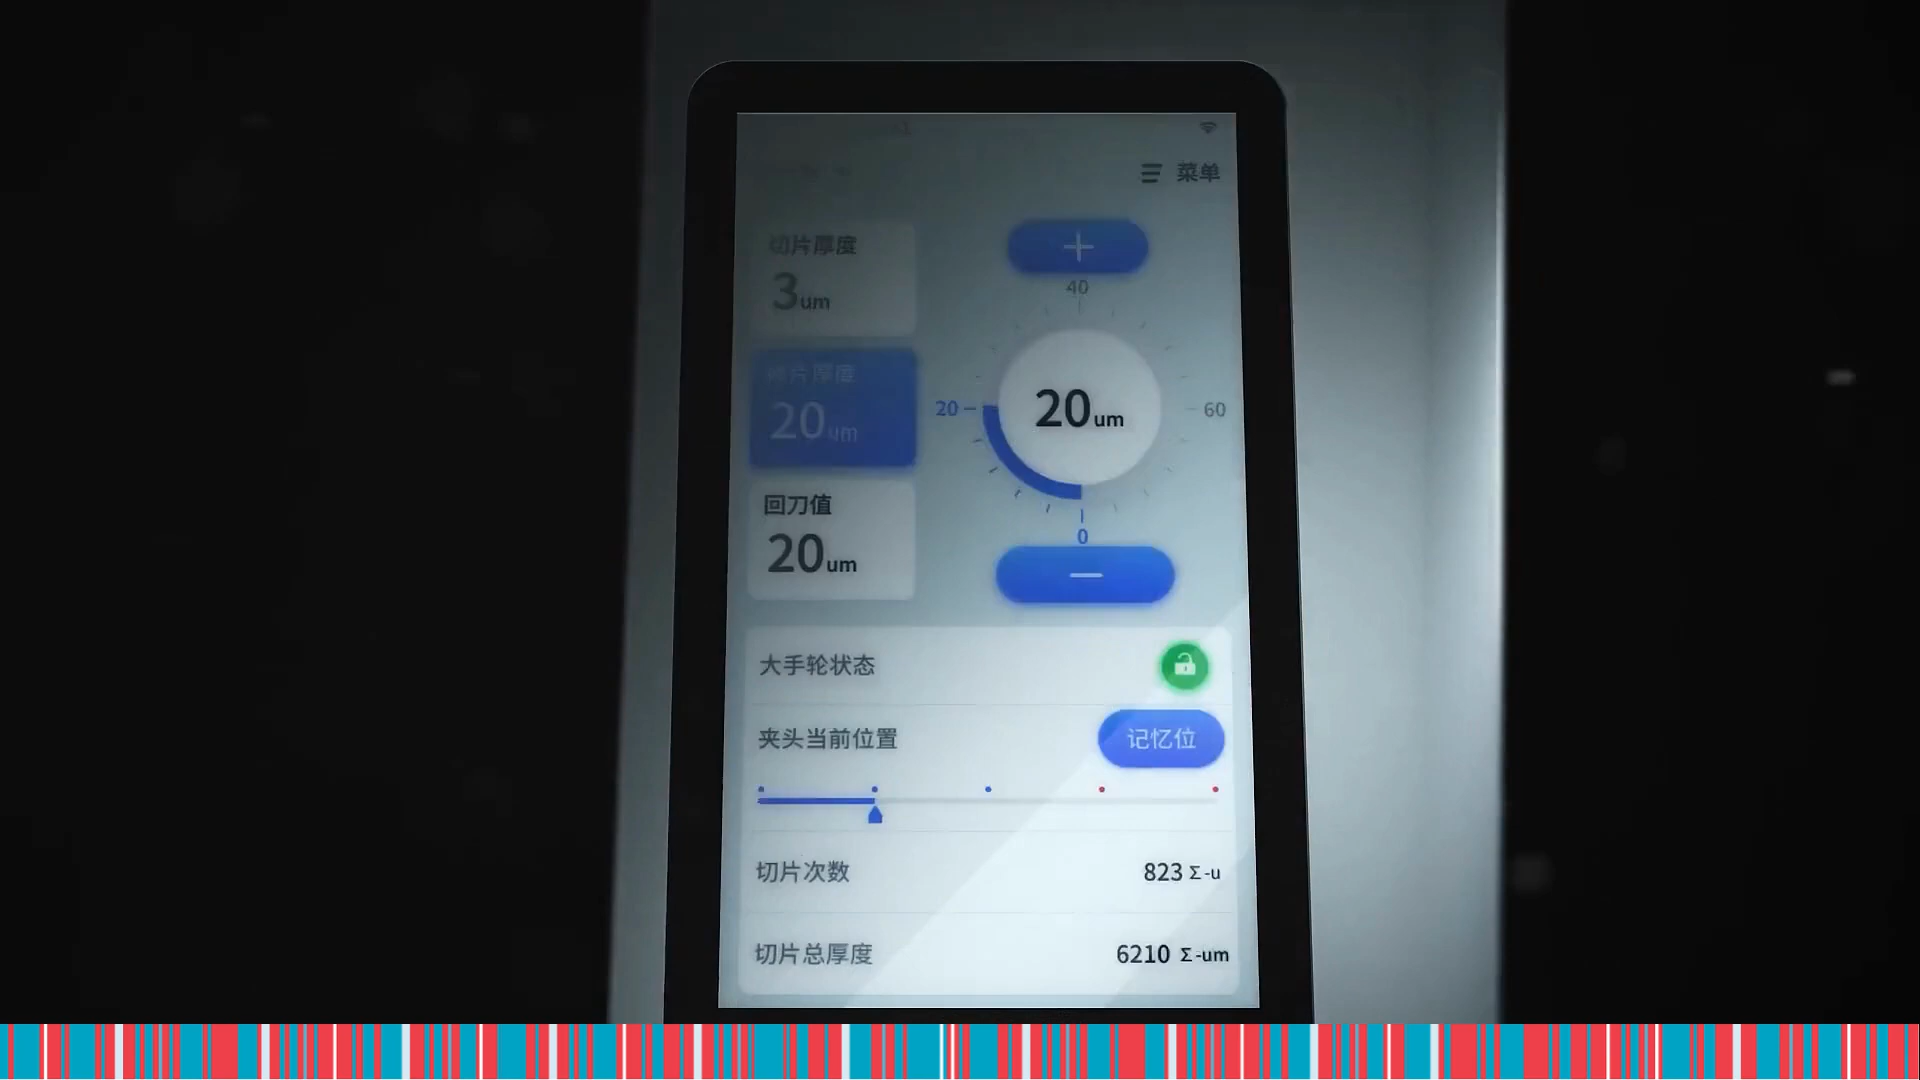 菜单
切片厚度
3um
修片厚度
20um
回刀值
20um
40
20
60
20um
0
大手轮状态
夹头当前位置
记忆位
切片次数
823 Σ-u
切片总厚度
6210 Σ-um